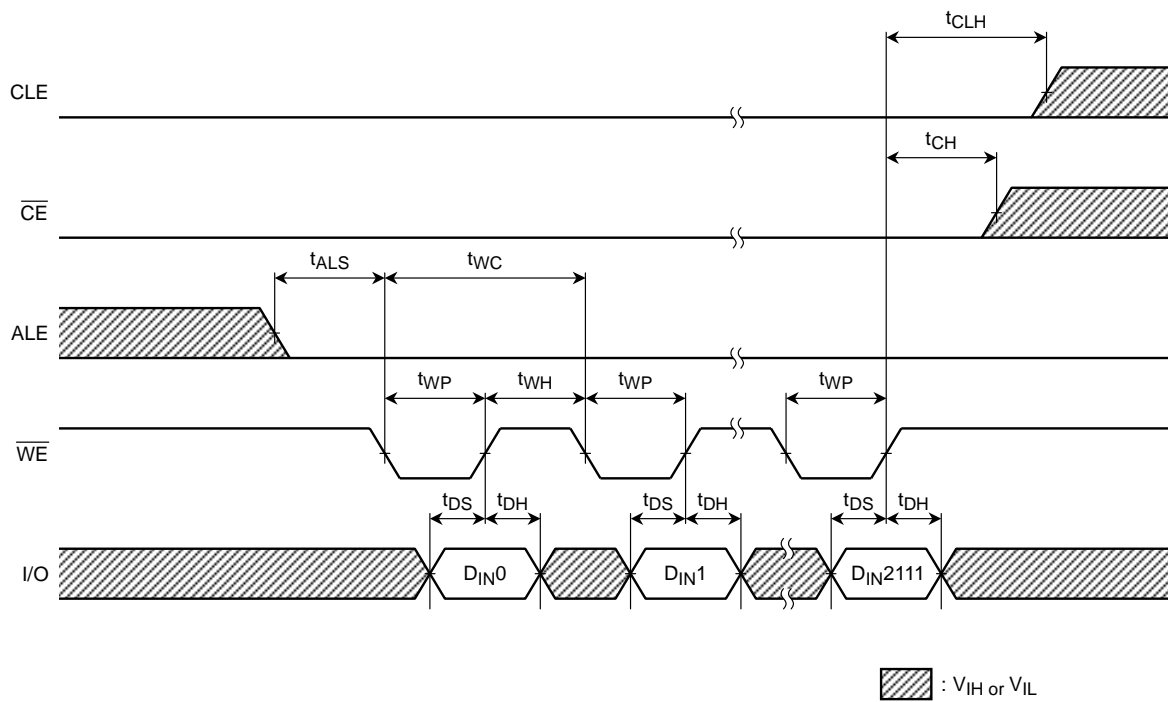 tCLH
CLE
tCH
CE
tALS
tWC
ALE
tWP
tWH
tWP
tWP
WE
tDS
tDH
tDS
tDH
tDS
tDH
I/O
DIN0
DIN1
DIN2111
: VIH or VIL